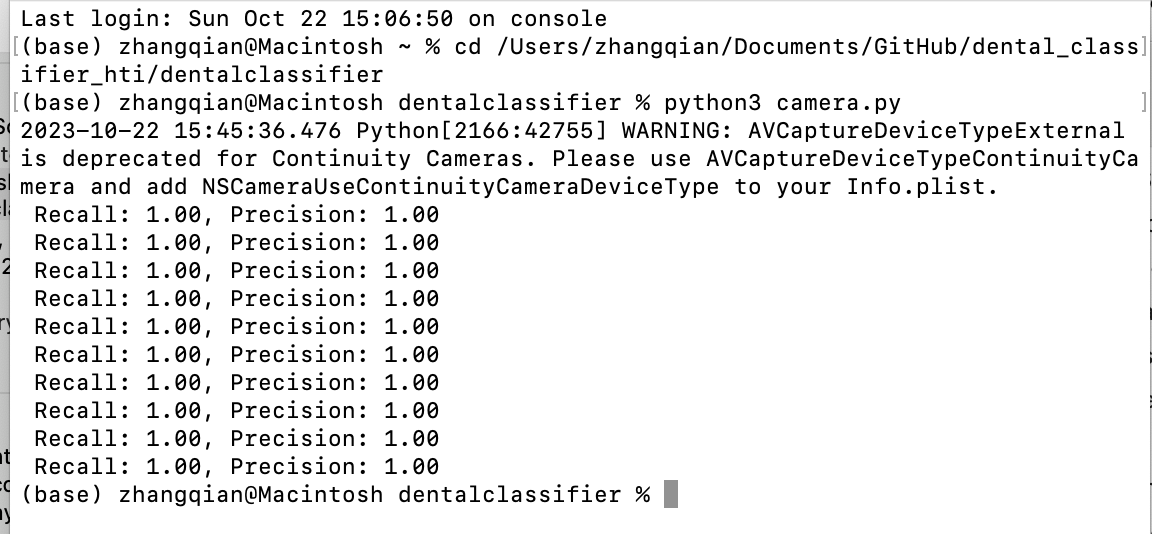 Last login: Sun Oct 22 15:06:50 on console
[(base) zhangqian@Macintosh ~ % cd /Users/zhangqian/Documents/GitHub/dental_class]
ifier_hti/dentalclassifier
[(base) zhangqian@Macintosh dentalclassifier % python3 camera.py ]
2023-10-22 15:45:36.476 Python[2166:42755] WARNING: AVCaptureDeviceTypeExternal
is deprecated for Continuity Cameras. Please use AVCaptureDeviceTypeContinuityCa
mera and add NSCameraUseContinuityCameraDeviceType to your Info.plist.
Recall: 1.00, Precision: 1.00
Recall: 1.00, Precision: 1.00
Recall: 1.00, Precision: 1.00
Recall: 1.00, Precision: 1.00
Recall: 1.00, Precision: 1.00
Recall: 1.00, Precision: 1.00
Recall: 1.00, Precision: 1.00
Recall: 1.00, Precision: 1.00
Recall: 1.00, Precision: 1.00
Recall: 1.00, Precision: 1.00
(base) zhangqian@Macintosh dentalclassifier %